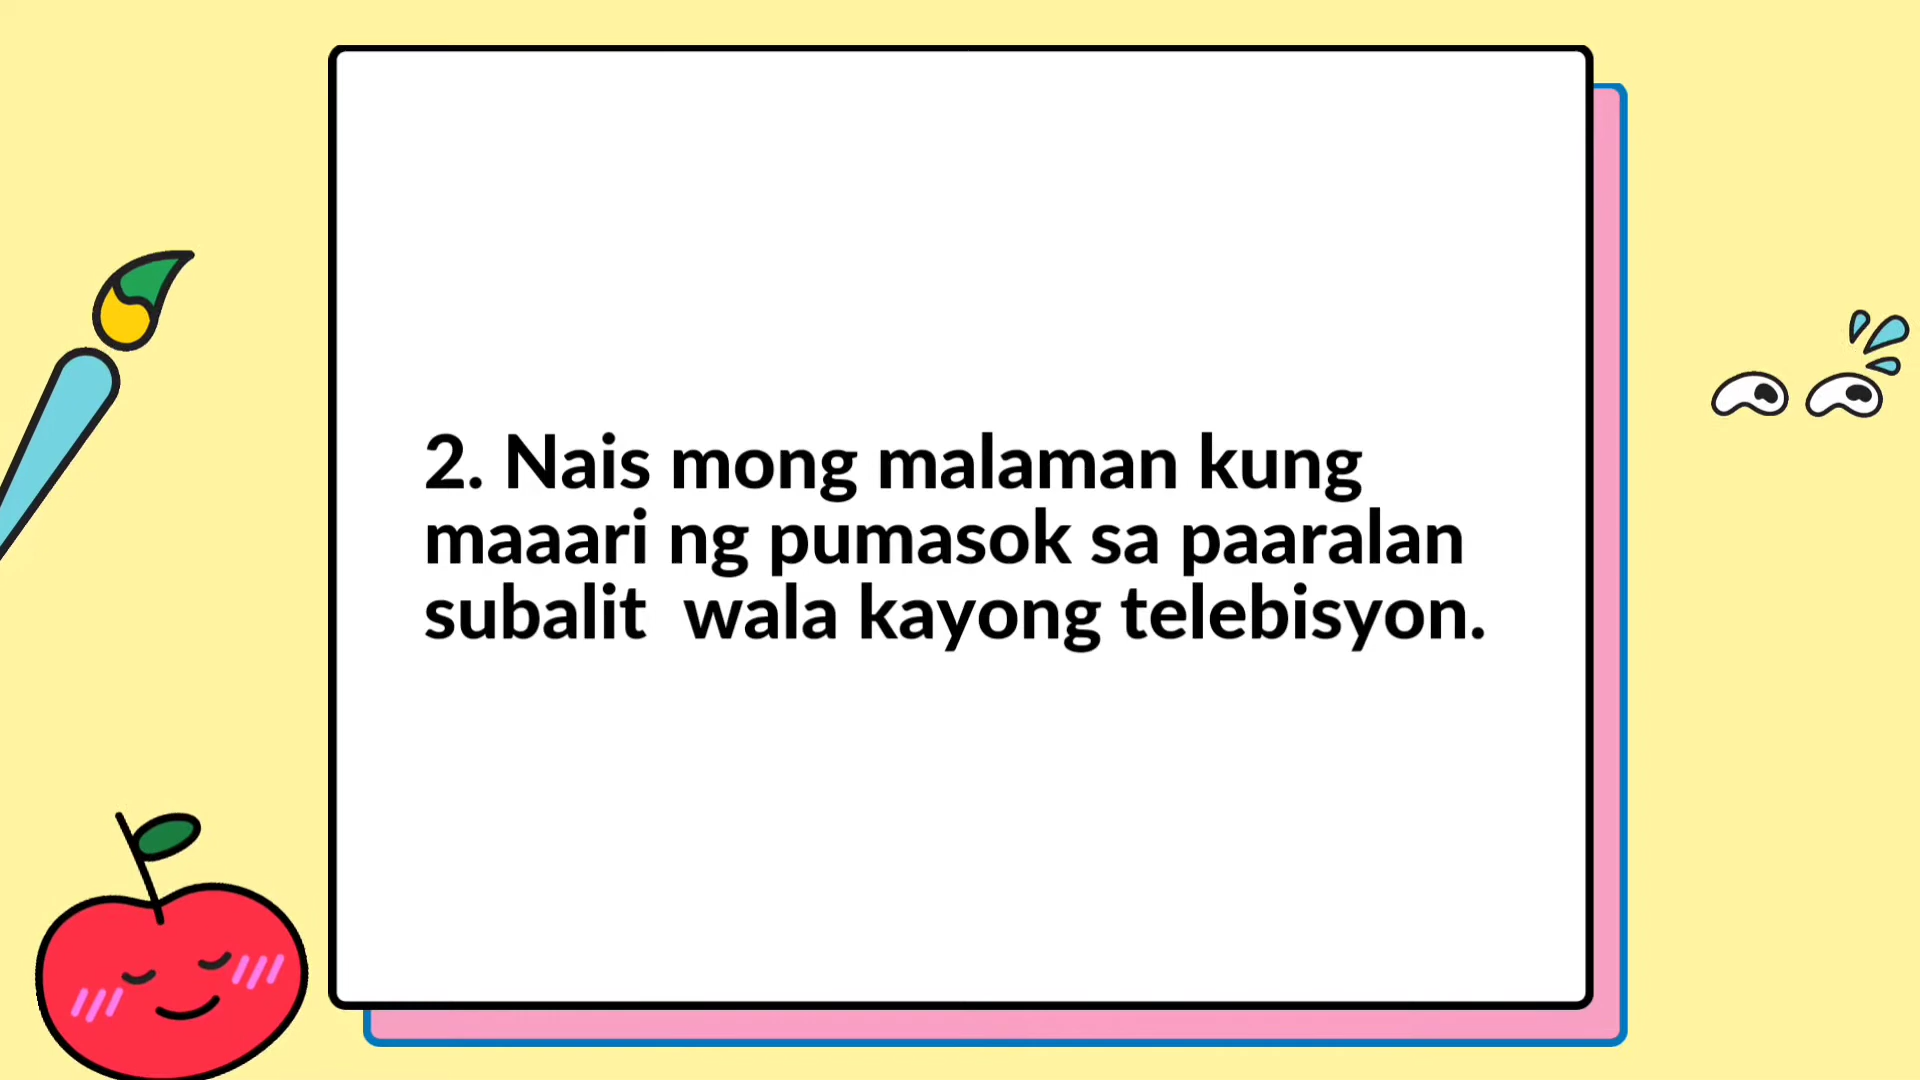 2. Nais mong malaman kung
maaari ng pumasok sa paaralan
subalit  wala kayong telebisyon.